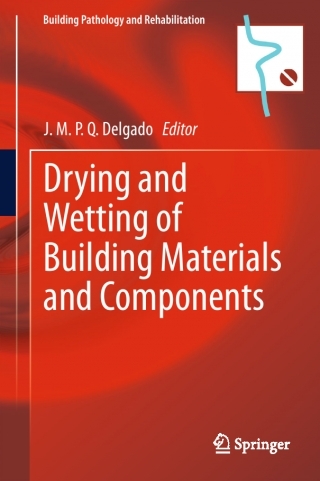 Building Pathology and Rehabilitation
J. M. P. Q. Delgado Editor
Drying and
Wetting of
Building Materials
and Components
Springer